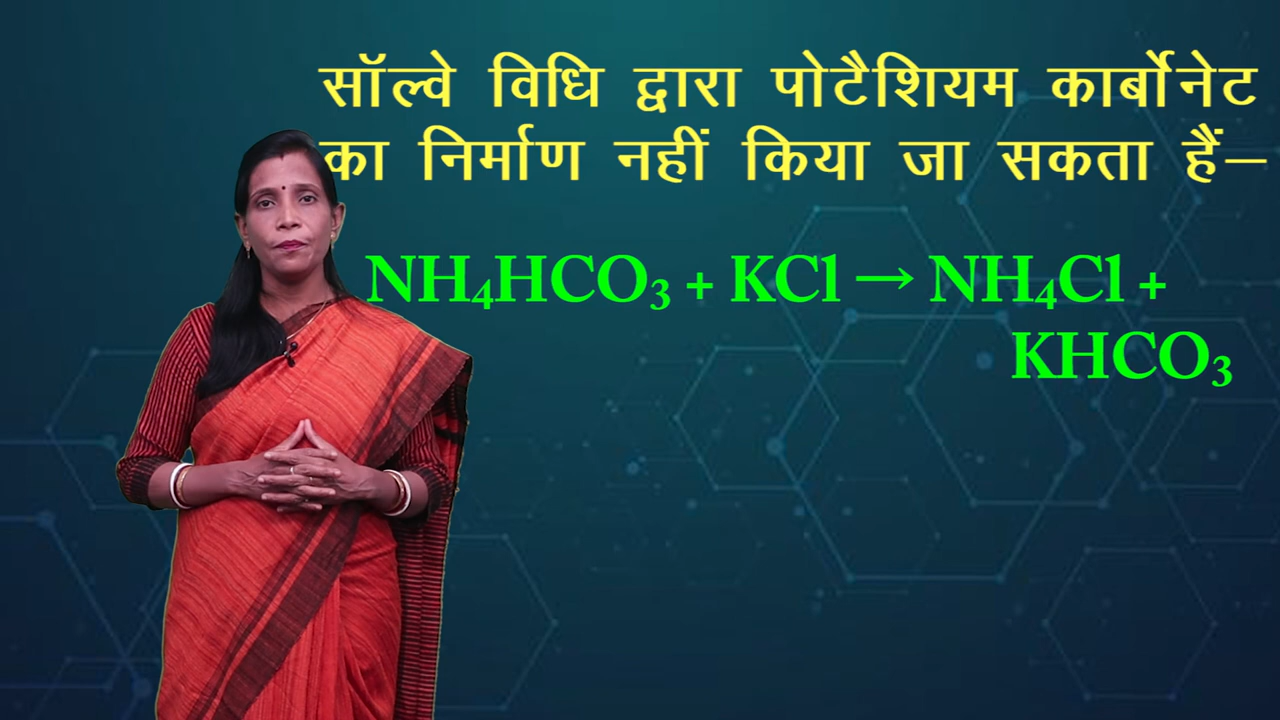 सॉल्वे विधि द्वारा पोटैशियम कार्बोनेट
का निर्माण नहीं किया जा सकता हैं–
NH₄HCO₃ + KCl → NH₄Cl +
KHCO₃